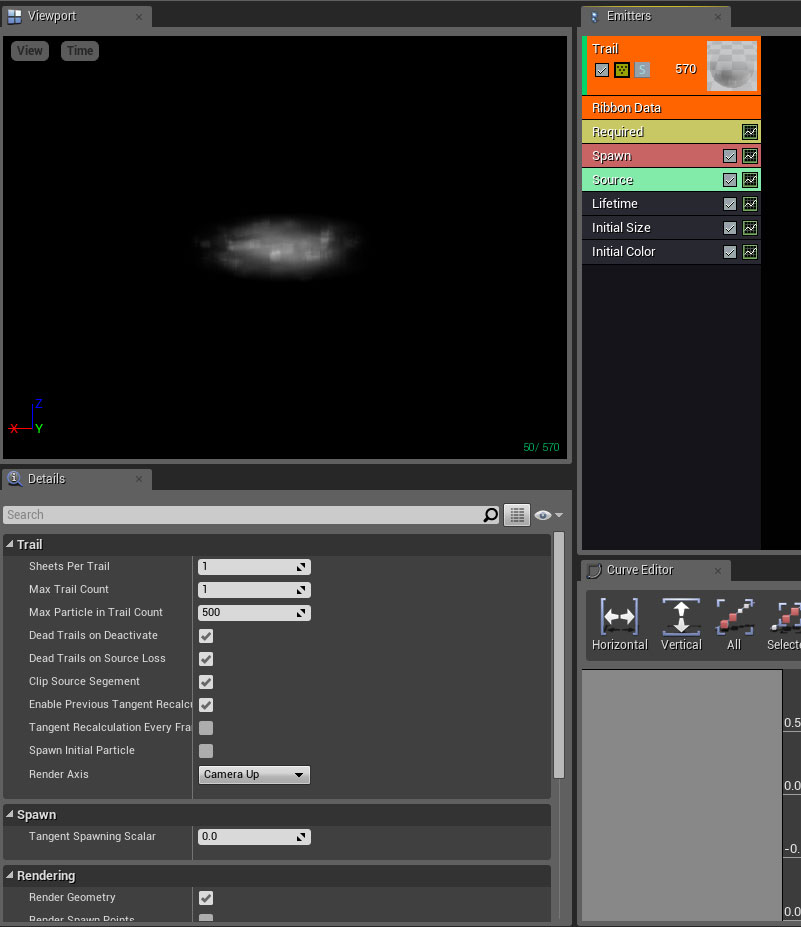 Viewport
View Time
Z
X Y
50/ 570
Emitters
Trail
S 570
Ribbon Data
Required
Spawn
Source
Lifetime
Initial Size
Initial Color
Details
Search
Trail
Sheets Per Trail 1
Max Trail Count 1
Max Particle in Trail Count 500
Dead Trails on Deactivate
Dead Trails on Source Loss
Clip Source Segement
Enable Previous Tangent Recalcu
Tangent Recalculation Every Fra
Spawn Initial Particle
Render Axis Camera Up
Spawn
Tangent Spawning Scalar 0.0
Rendering
Render Geometry
Render Spawn Points
Curve Editor
Horizontal Vertical All Selecte
0.5
0.0
-0.
0.0